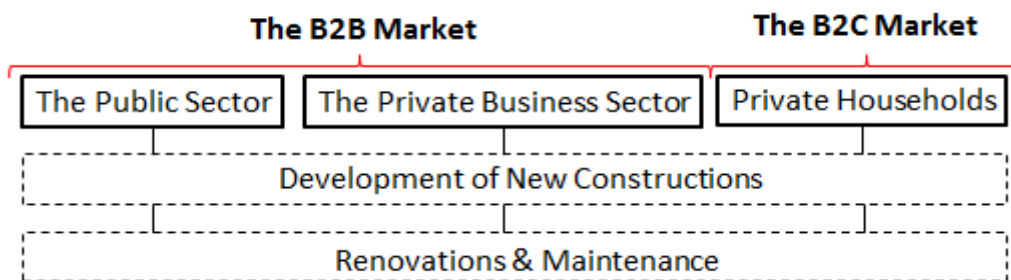 The B2B Market
The B2C Market
The Public Sector
The Private Business Sector
Private Households
Development of New Constructions
Renovations & Maintenance